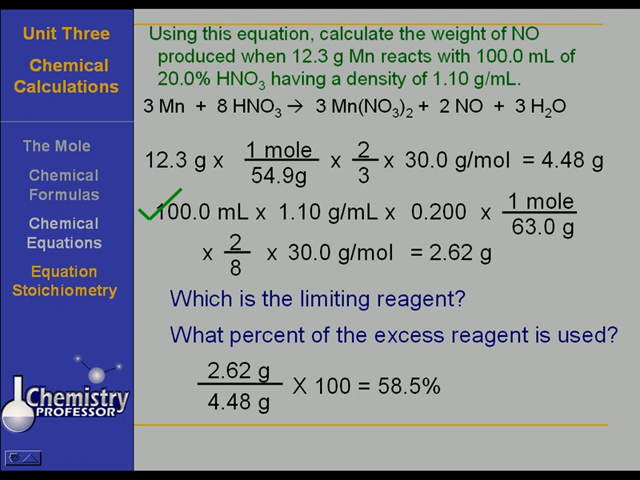 Unit Three
Chemical
Calculations
The Mole
Chemical
Formulas
Chemical
Equations
Equation
Stoichiometry
Chemistry
PROFESSOR
Using this equation, calculate the weight of NO
produced when 12.3 g Mn reacts with 100.0 mL of
20.0% HNO₃ having a density of 1.10 g/mL.
3 Mn + 8 HNO₃ → 3 Mn(NO₃)₂ + 2 NO + 3 H₂O
12.3 g x 1 mole / 54.9g x 2 / 3 x 30.0 g/mol = 4.48 g
100.0 mL x 1.10 g/mL x 0.200 x 1 mole / 63.0 g
x 2 / 8 x 30.0 g/mol = 2.62 g
Which is the limiting reagent?
What percent of the excess reagent is used?
2.62 g / 4.48 g X 100 = 58.5%